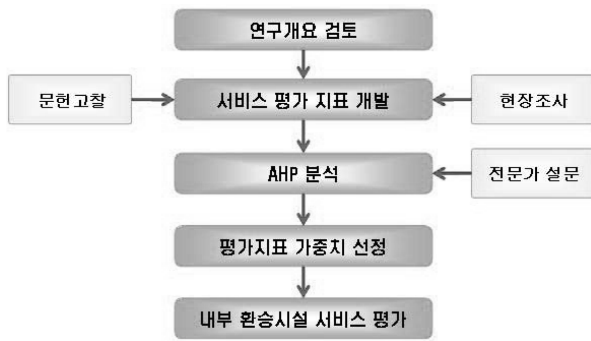 연구개요 검토
문헌고찰
서비스 평가 지표 개발
현장조사
AHP 분석
전문가 설문
평가지표 가중치 선정
내부 환승시설 서비스 평가